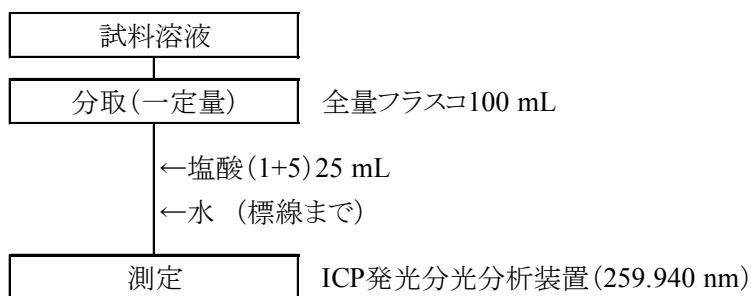 試料溶液
分取（一定量） 全量フラスコ100 mL
←塩酸（1+5）25 mL
←水 （標線まで）
測定 ICP発光分光分析装置（259.940 nm）